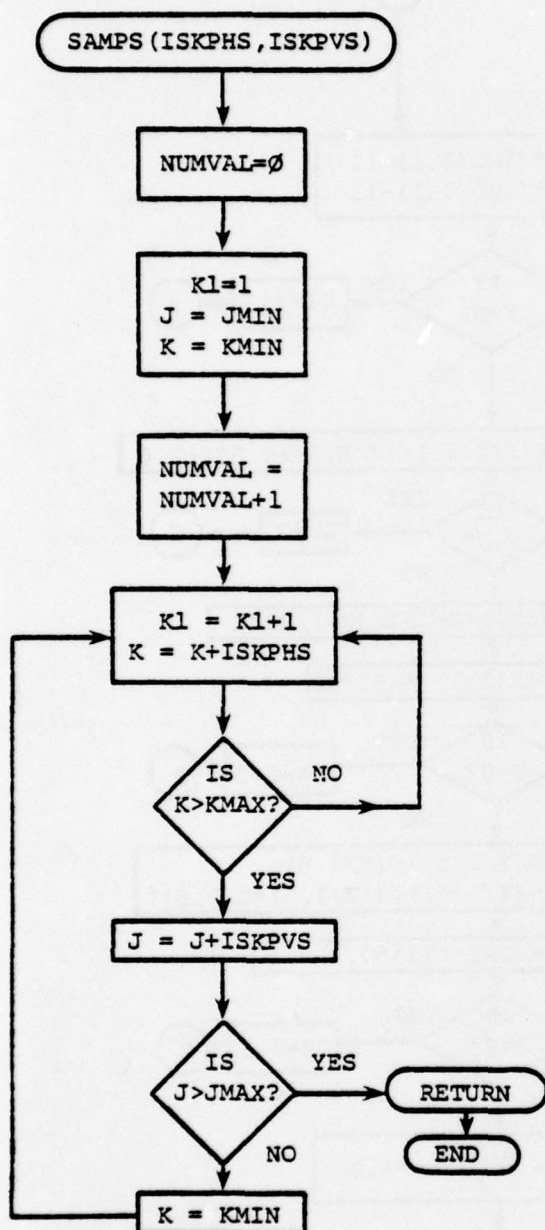 SAMPS(ISKPHS,ISKPVS)
NUMVAL=Ø
K1=1
J = JMIN
K = KMIN
NUMVAL =
NUMVAL+1
K1 = K1+1
K = K+ISKPHS
IS
K>KMAX?
NO
YES
J = J+ISKPVS
IS
J>JMAX?
YES
RETURN
END
NO
K = KMIN